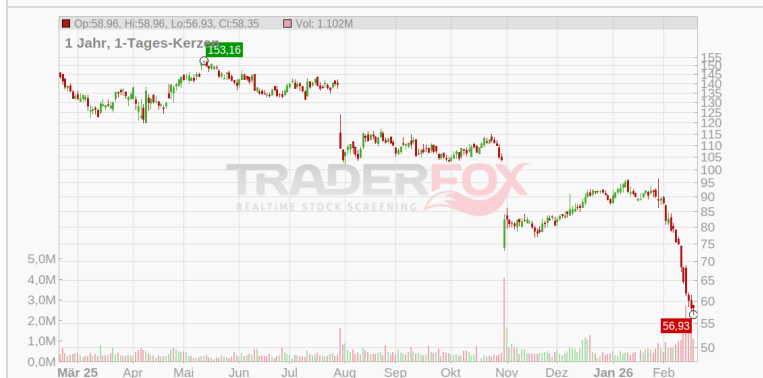 Op:58.96, Hi:58.96, Lo:56.93, Cl:58.35 Vol: 1.102M
1 Jahr, 1-Tages-Kerzen
153,16
155
150
145
140
135
130
125
120
115
110
105
100
95
90
85
80
75
70
65
60
55
50
TRADERFOX
REALTIME STOCK SCREENING
5,0M
4,0M
3,0M
2,0M
1,0M
0,0M
56,93
Mär 25 Apr Mai Jun Jul Aug Sep Okt Nov Dez Jan 26 Feb